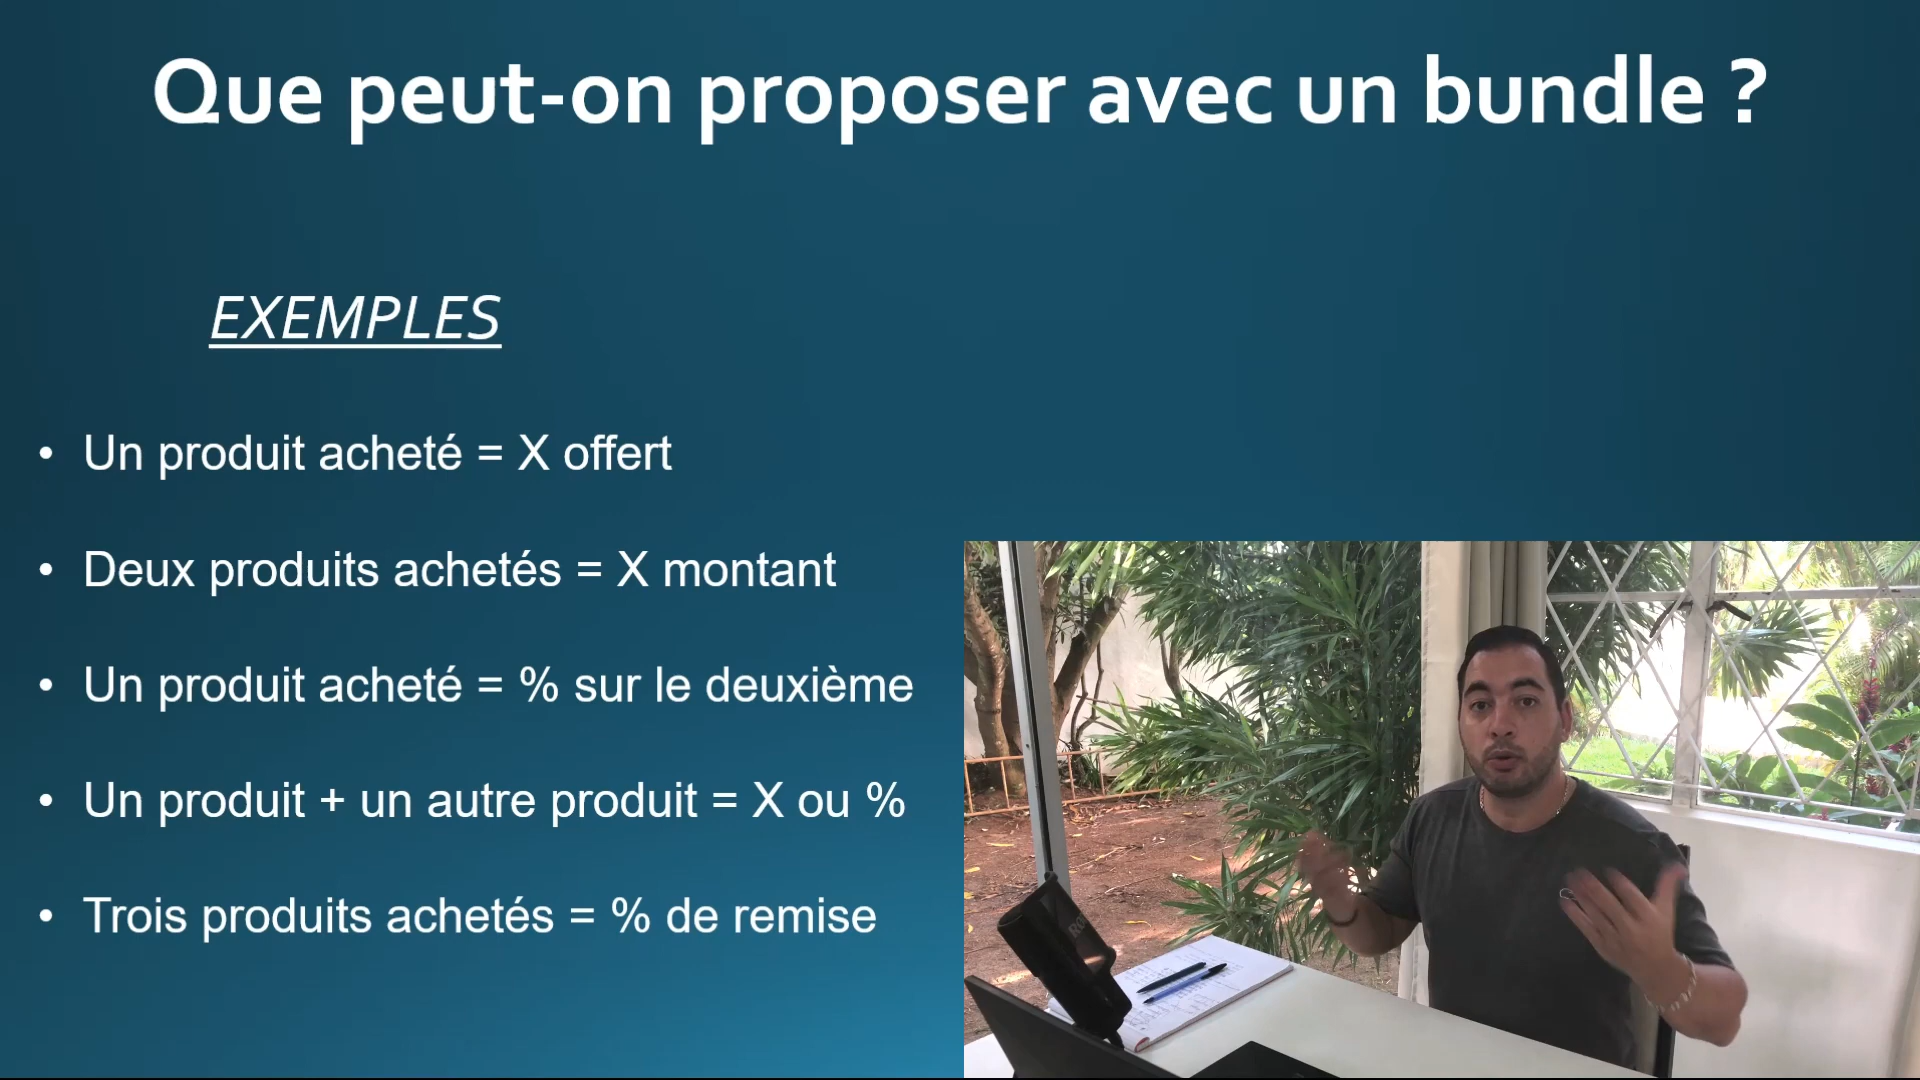 Que peut-on proposer avec un bundle ?
EXEMPLES
• Un produit acheté = X offert
• Deux produits achetés = X montant
• Un produit acheté = % sur le deuxième
• Un produit + un autre produit = X ou %
• Trois produits achetés = % de remise